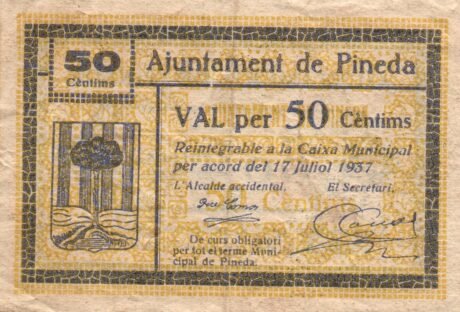 50
Cèntims
Ajuntament de Pineda
VAL per 50 Cèntims
Reintegrable a la Caixa Municipal
per acord del 17 Juliol 1937
L'Alcalde accidental.
El Secretari.
De curs obligatori
per tot el terme Muni-
cipal de Pineda.